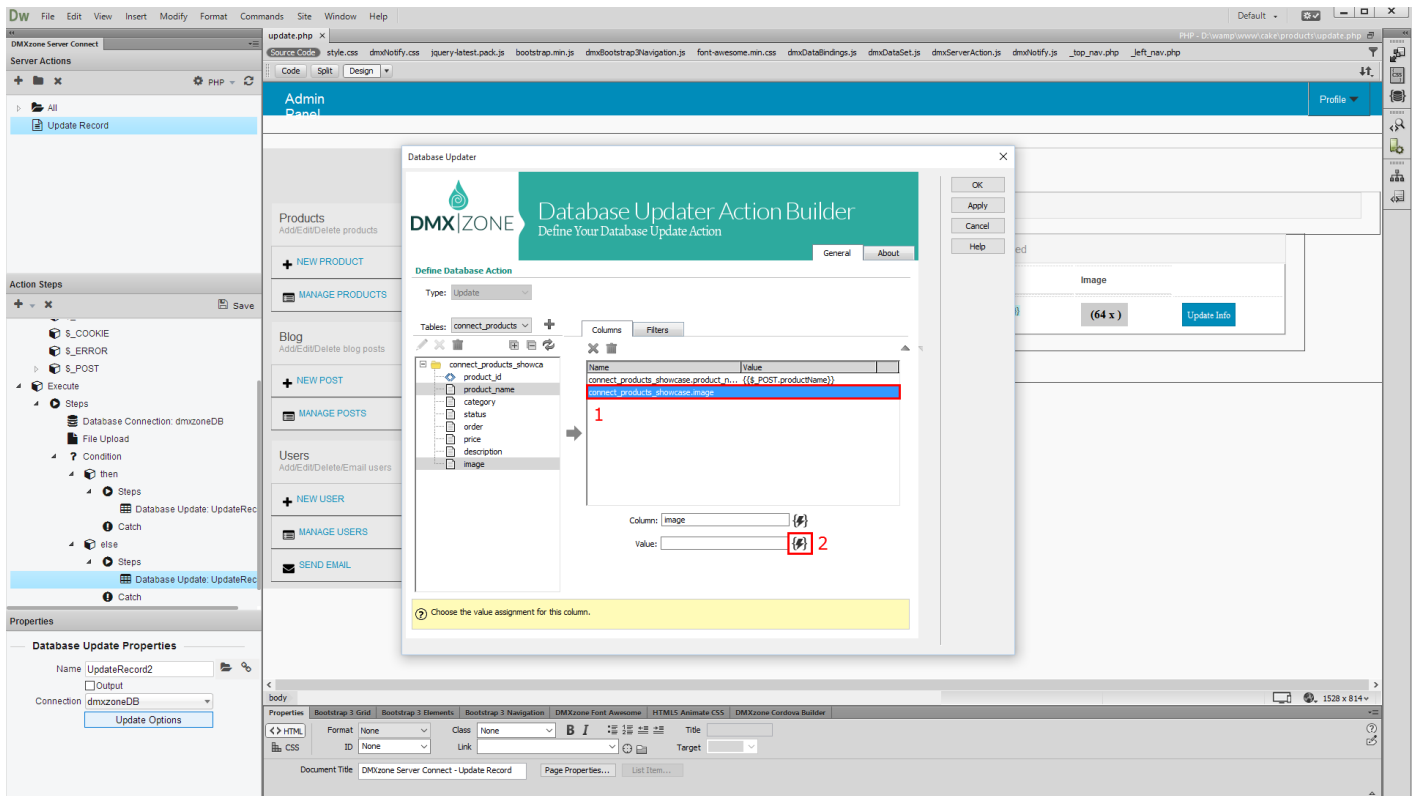 Dw File Edit View Insert Modify Format Commands Site Window Help Default
DMXzone Server Connect
Server Actions
PHP
All
Update Record
Action Steps
Save
$_COOKIE
$_ERROR
$_POST
Execute
Steps
Database Connection: dmxzoneDB
File Upload
? Condition
then
Steps
Database Update: UpdateRec
Catch
else
Steps
Database Update: UpdateRec
Catch
Properties
Database Update Properties
Name UpdateRecord2
Output
Connection dmxzoneDB
Update Options
update.php × PHP - D:\wamp\www\cake\products\update.php
Source Code style.css dmxNotify.css jquery-latest.pack.js bootstrap.min.js dmxBootstrap3Navigation.js font-awesome.min.css dmxDataBindings.js dmxDataSet.js dmxServerAction.js dmxNotify.js _top_nav.php _left_nav.php
Code Split Design
Admin
Panel
Profile
Products
Add/Edit/Delete products
NEW PRODUCT
MANAGE PRODUCTS
Blog
Add/Edit/Delete blog posts
NEW POST
MANAGE POSTS
Users
Add/Edit/Delete/Email users
NEW USER
MANAGE USERS
SEND EMAIL
ed
Image
(64 x )
Update Info
Database Updater
DMX|ZONE
Database Updater Action Builder
Define Your Database Update Action
General About
OK
Apply
Cancel
Help
Define Database Action
Type: Update
Tables: connect_products
Columns Filters
connect_products_showca
product_id
product_name
category
status
order
price
description
image
Name Value
connect_products_showcase.product_n... {{$_POST.productName}}
connect_products_showcase.image
1
Column: image
Value:
2
? Choose the value assignment for this column.
body 1528 x 814
Properties Bootstrap 3 Grid Bootstrap 3 Elements Bootstrap 3 Navigation DMXzone Font Awesome HTML5 Animate CSS DMXzone Cordova Builder
<> HTML Format None Class None B I Title
CSS ID None Link Target
Document Title DMXzone Server Connect - Update Record Page Properties... List Item...